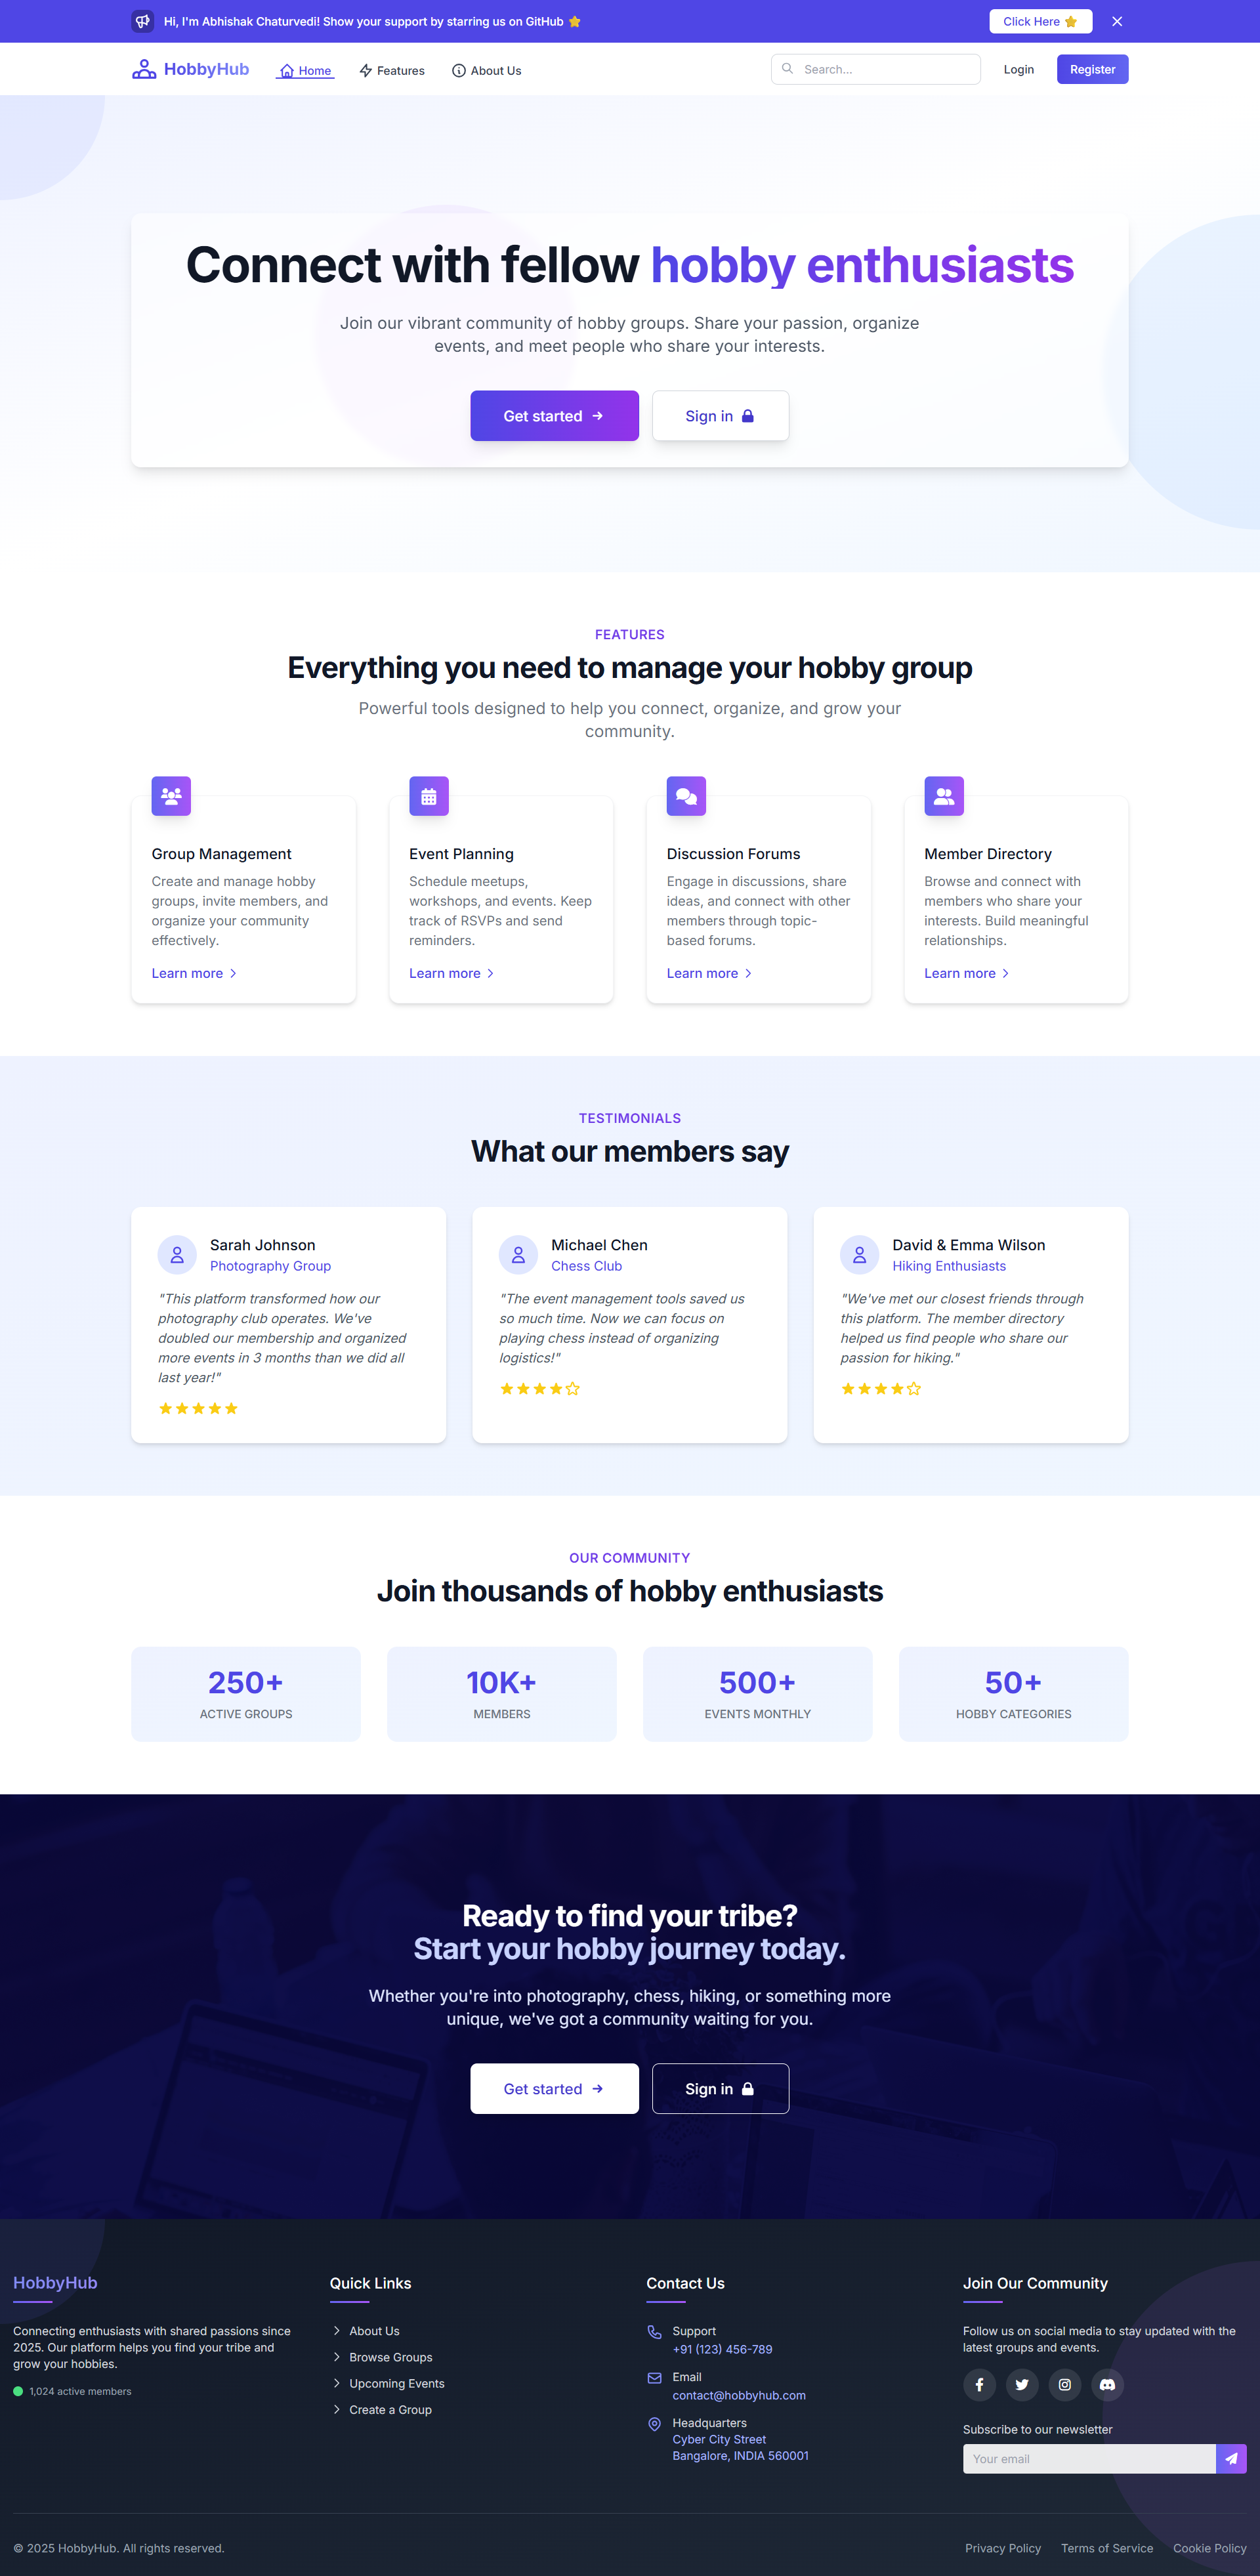 Hi, I'm Abhishak Chaturvedi! Show your support by starring us on GitHub ⭐
Click Here ⭐
HobbyHub
Home
Features
About Us
Search...
Login
Register
Connect with fellow hobby enthusiasts
Join our vibrant community of hobby groups. Share your passion, organize
events, and meet people who share your interests.
Get started
Sign in
FEATURES
Everything you need to manage your hobby group
Powerful tools designed to help you connect, organize, and grow your
community.
Group Management
Create and manage hobby
groups, invite members, and
organize your community
effectively.
Learn more
Event Planning
Schedule meetups,
workshops, and events. Keep
track of RSVPs and send
reminders.
Learn more
Discussion Forums
Engage in discussions, share
ideas, and connect with other
members through topic-
based forums.
Learn more
Member Directory
Browse and connect with
members who share your
interests. Build meaningful
relationships.
Learn more
TESTIMONIALS
What our members say
Sarah Johnson
Photography Group
"This platform transformed how our
photography club operates. We've
doubled our membership and organized
more events in 3 months than we did all
last year!"
Michael Chen
Chess Club
"The event management tools saved us
so much time. Now we can focus on
playing chess instead of organizing
logistics!"
David & Emma Wilson
Hiking Enthusiasts
"We've met our closest friends through
this platform. The member directory
helped us find people who share our
passion for hiking."
OUR COMMUNITY
Join thousands of hobby enthusiasts
250+
ACTIVE GROUPS
10K+
MEMBERS
500+
EVENTS MONTHLY
50+
HOBBY CATEGORIES
Ready to find your tribe?
Start your hobby journey today.
Whether you're into photography, chess, hiking, or something more
unique, we've got a community waiting for you.
Get started
Sign in
HobbyHub
Connecting enthusiasts with shared passions since
2025. Our platform helps you find your tribe and
grow your hobbies.
1,024 active members
Quick Links
About Us
Browse Groups
Upcoming Events
Create a Group
Contact Us
Support
+91 (123) 456-789
Email
contact@hobbyhub.com
Headquarters
Cyber City Street
Bangalore, INDIA 560001
Join Our Community
Follow us on social media to stay updated with the
latest groups and events.
Subscribe to our newsletter
Your email
© 2025 HobbyHub. All rights reserved.
Privacy Policy
Terms of Service
Cookie Policy